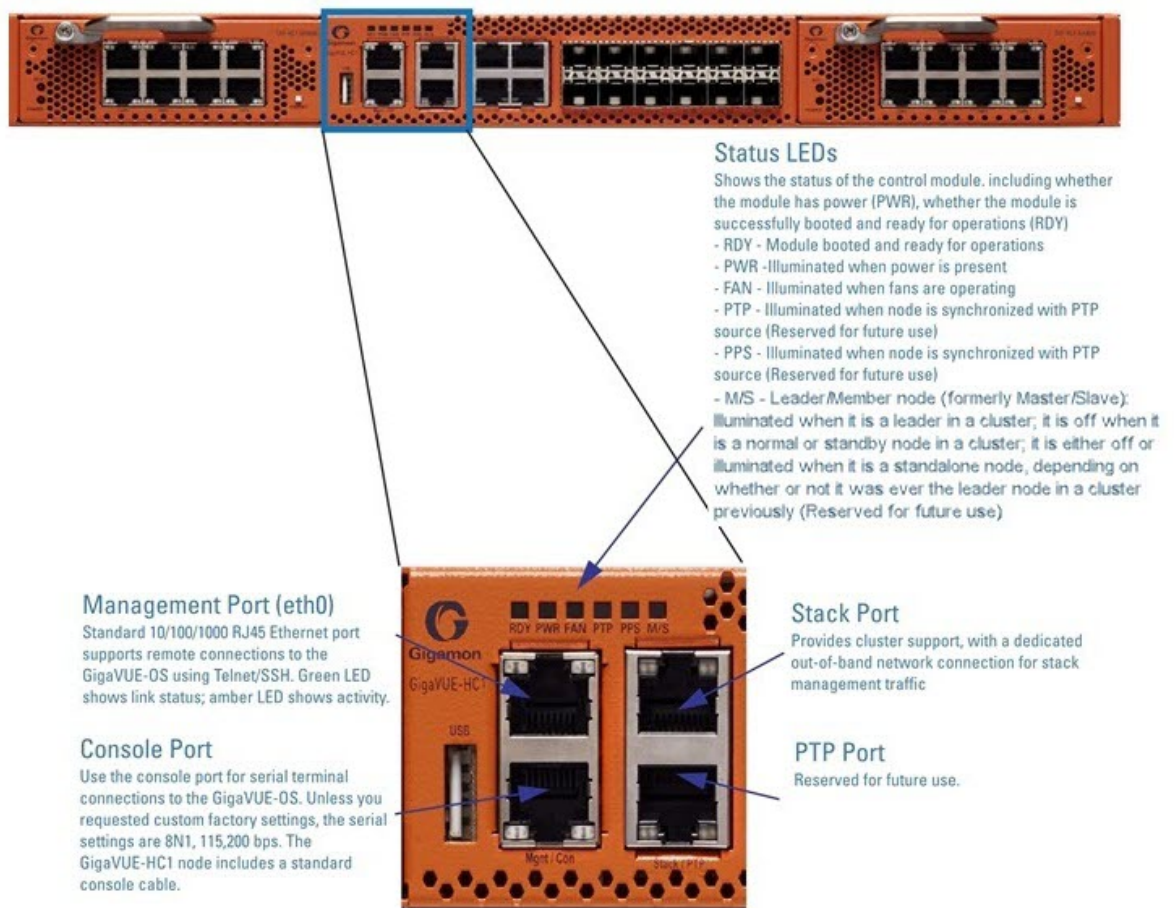 Gigamon
Gigamon
Gigamon
Status LEDs
Shows the status of the control module. including whether
the module has power (PWR), whether the module is
successfully booted and ready for operations (RDY)
- RDY - Module booted and ready for operations
- PWR -Illuminated when power is present
- FAN - Illuminated when fans are operating
- PTP - Illuminated when node is synchronized with PTP
source (Reserved for future use)
- PPS - Illuminated when node is synchronized with PTP
source (Reserved for future use)
- M/S - Leader/Member node (formerly Master/Slave):
Illuminated when it is a leader in a cluster; it is off when it
is a normal or standby node in a cluster; it is either off or
illuminated when it is a standalone node, depending on
whether or not it was ever the leader node in a cluster
previously (Reserved for future use)
Management Port (eth0)
Standard 10/100/1000 RJ45 Ethernet port
supports remote connections to the
GigaVUE-OS using Telnet/SSH. Green LED
shows link status; amber LED shows activity.
Console Port
Use the console port for serial terminal
connections to the GigaVUE-OS. Unless you
requested custom factory settings, the serial
settings are 8N1, 115,200 bps. The
GigaVUE-HC1 node includes a standard
console cable.
RDY PWR FAN PTP PPS M/S
Gigamon
GigaVUE-HC1
USB
Mgnt / Con
Stack / PTP
Stack Port
Provides cluster support, with a dedicated
out-of-band network connection for stack
management traffic
PTP Port
Reserved for future use.